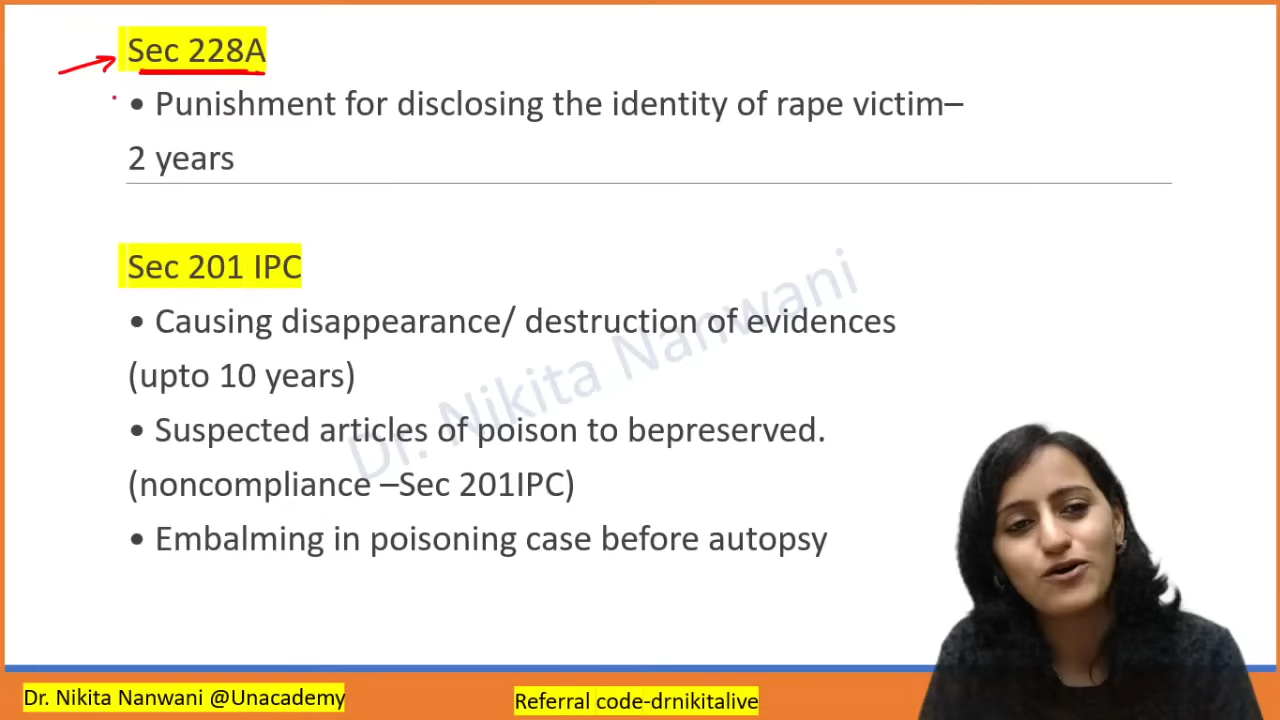 Sec 228A
• Punishment for disclosing the identity of rape victim–
2 years
Sec 201 IPC
• Causing disappearance/ destruction of evidences
(upto 10 years)
• Suspected articles of poison to bepreserved.
(noncompliance –Sec 201IPC)
• Embalming in poisoning case before autopsy
Dr. Nikita Nanwani
Dr. Nikita Nanwani @Unacademy
Referral code-drnikitalive